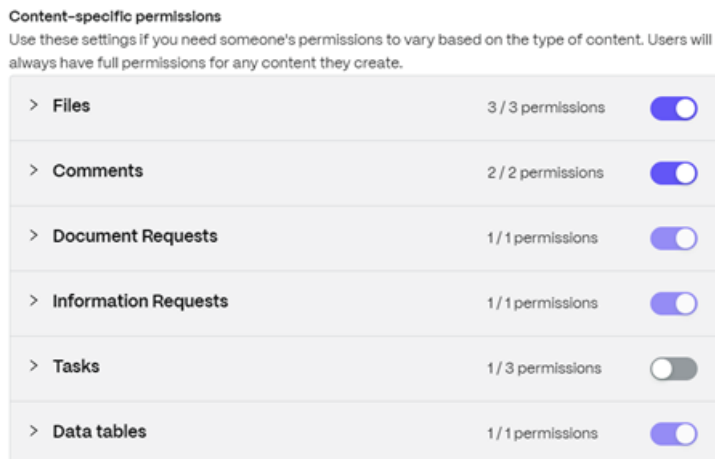 Content-specific permissions
Use these settings if you need someone's permissions to vary based on the type of content. Users will
always have full permissions for any content they create.
Files 3 / 3 permissions
Comments 2 / 2 permissions
Document Requests 1 / 1 permissions
Information Requests 1 / 1 permissions
Tasks 1 / 3 permissions
Data tables 1 / 1 permissions